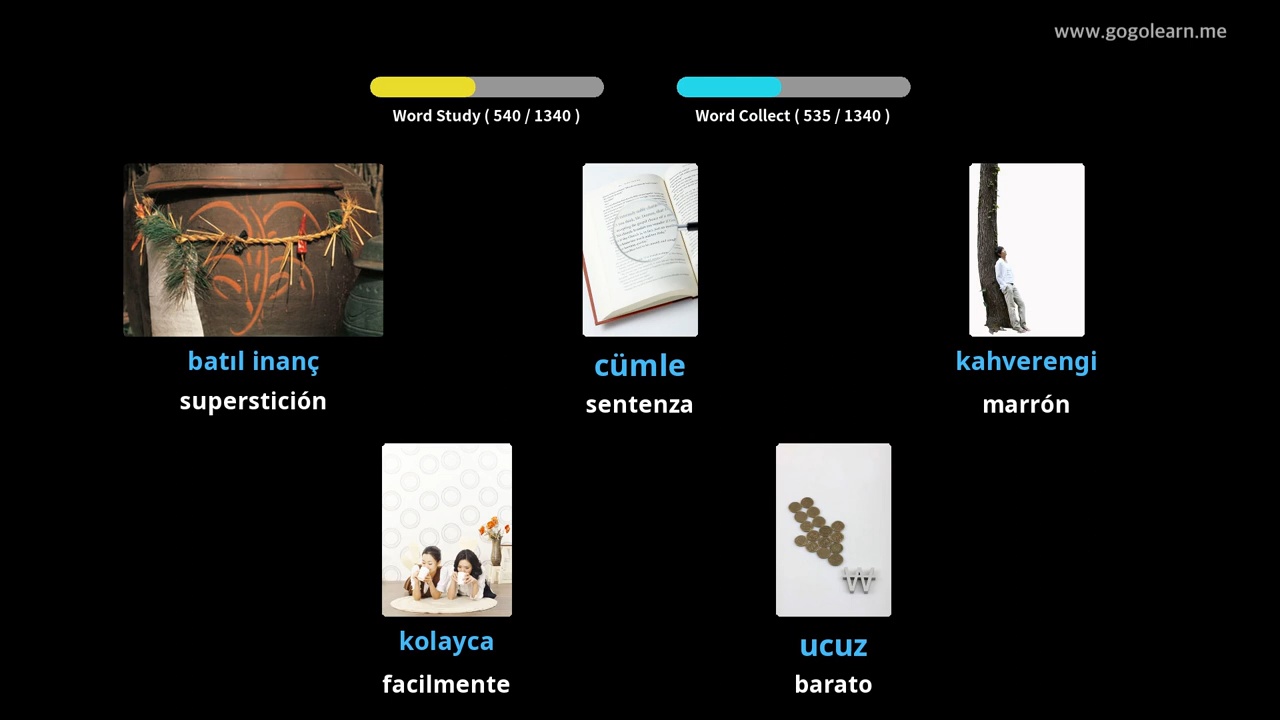 www.gogolearn.me
Word Study ( 540 / 1340 )
Word Collect ( 535 / 1340 )
batıl inanç
superstición
cümle
sentenza
kahverengi
marrón
kolayca
facilmente
ucuz
barato